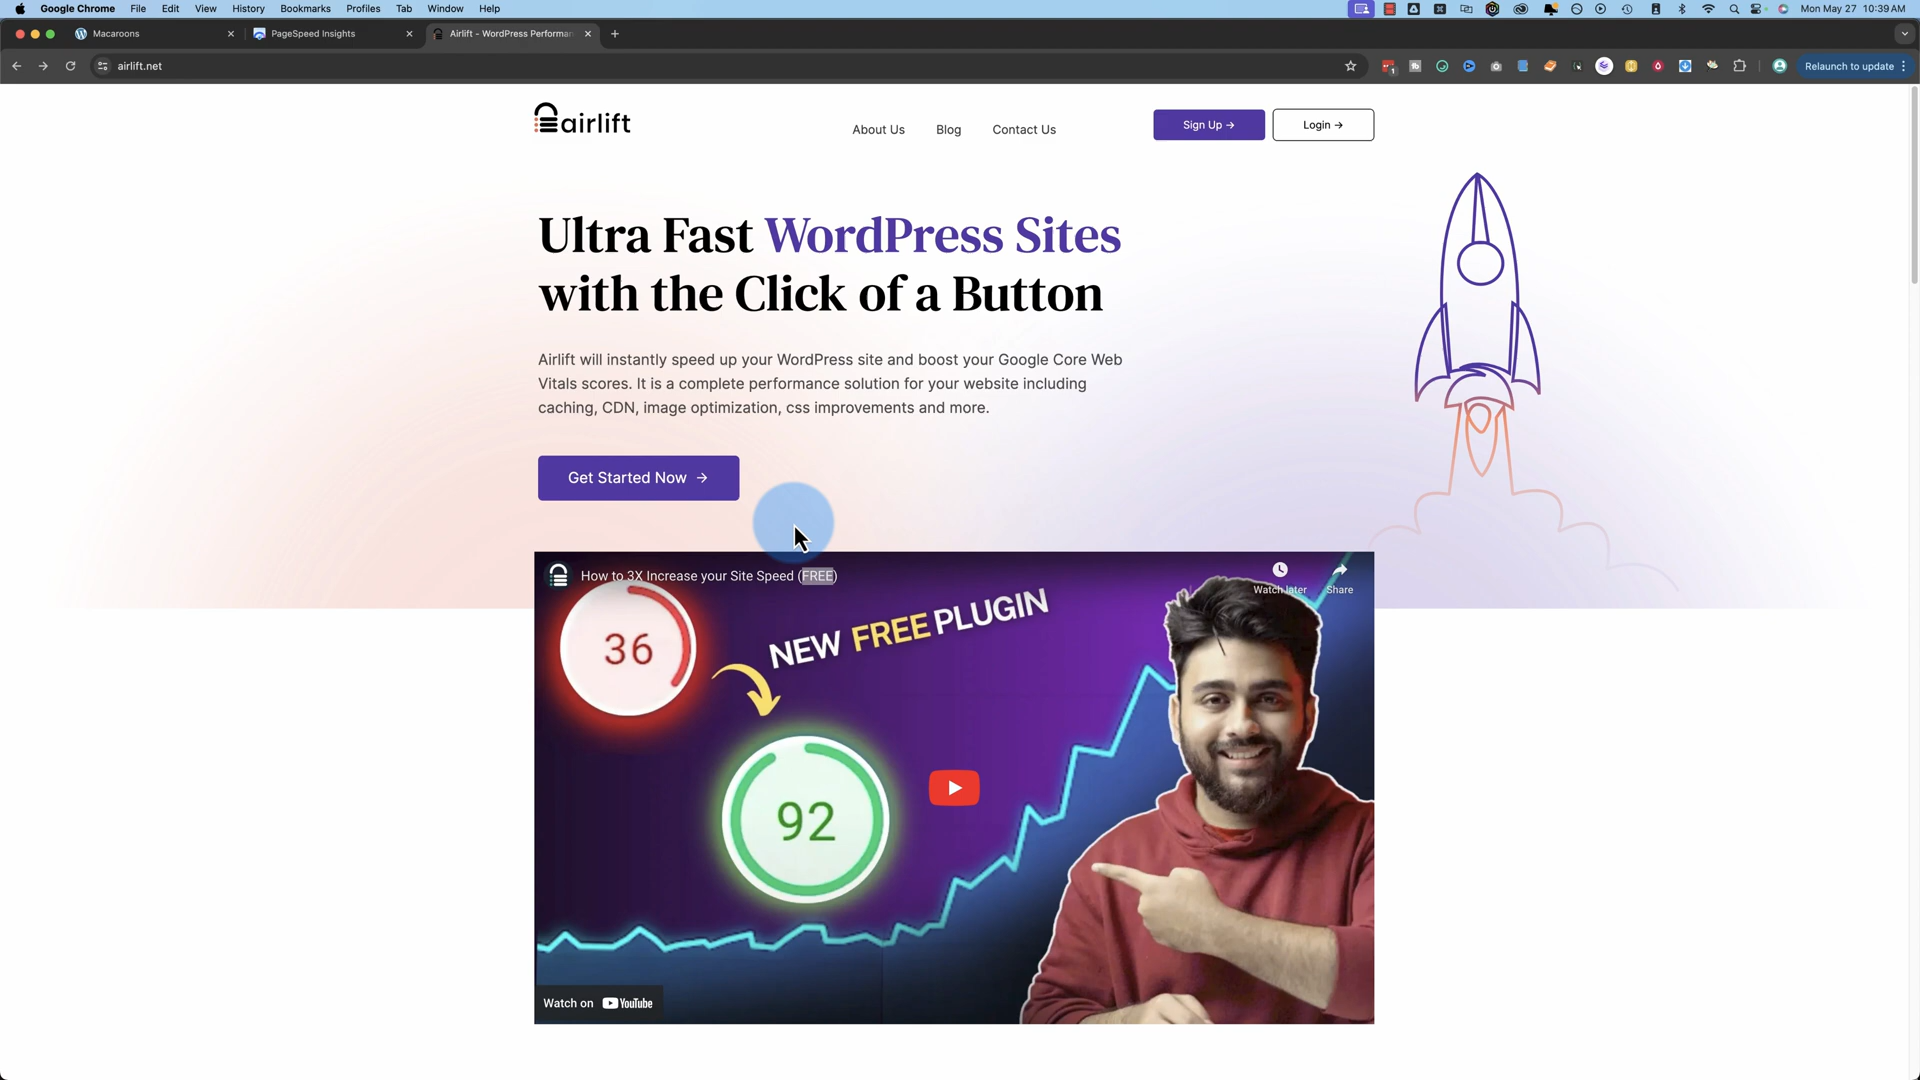 Google Chrome File Edit View History Bookmarks Profiles Tab Window Help
Mon May 27 10:39 AM
Macaroons
PageSpeed Insights
Airlift - WordPress Performan
airlift.net
1
Relaunch to update
airlift
About Us
Blog
Contact Us
Sign Up →
Login →
Ultra Fast WordPress Sites
with the Click of a Button
Airlift will instantly speed up your WordPress site and boost your Google Core Web
Vitals scores. It is a complete performance solution for your website including
caching, CDN, image optimization, css improvements and more.
Get Started Now →
How to 3X Increase your Site Speed (FREE)
Watch later
Share
36
NEW FREE PLUGIN
92
Watch on YouTube